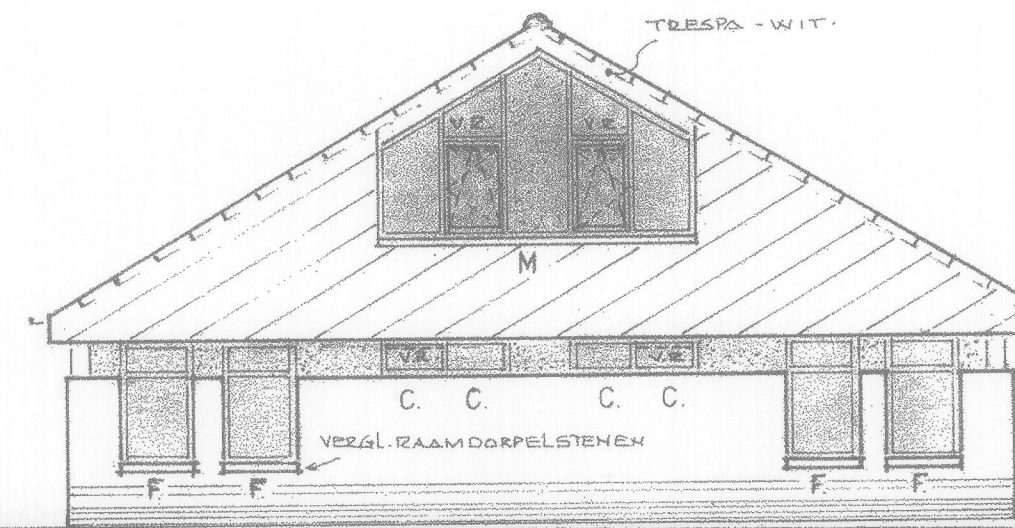 TRESPA - WIT.
V.R. V.R.
M
V.R. V.R.
C. C. C. C.
VERGL. RAAMDORPELSTENEN
F. F. F. F.